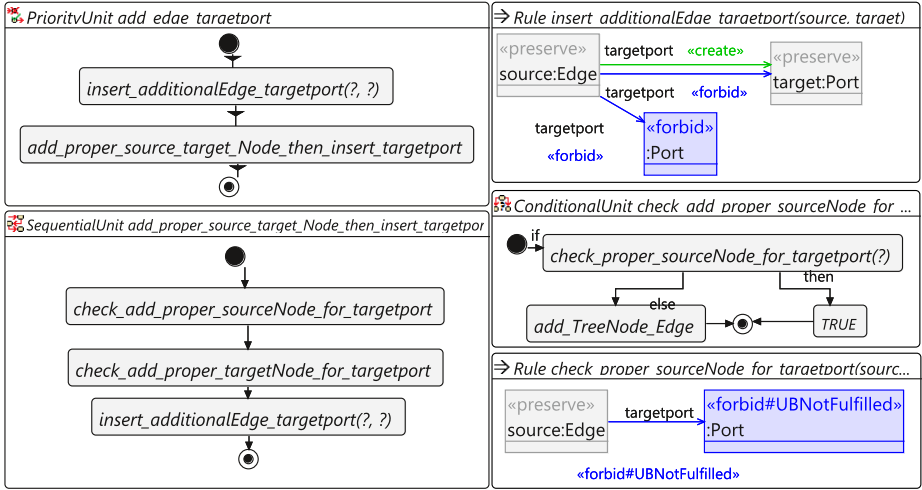 PriorityUnit add_edge_targetport
insert_additionalEdge_targetport(?, ?)
add_proper_source_target_Node_then_insert_targetport
SequentialUnit add_proper_source_target_Node_then_insert_targetpor
check_add_proper_sourceNode_for_targetport
check_add_proper_targetNode_for_targetport
insert_additionalEdge_targetport(?, ?)
Rule insert_additionalEdge_targetport(source, target)
«preserve»
source:Edge
targetport «create»
targetport «forbid»
«preserve»
target:Port
targetport
«forbid»
«forbid»
:Port
ConditionalUnit check_add_proper_sourceNode_for_...
if
check_proper_sourceNode_for_targetport(?)
then
else
add_TreeNode_Edge
TRUE
Rule check_proper_sourceNode_for_targetport(sourc...
«preserve»
source:Edge
targetport
«forbid#UBNotFulfilled»
:Port
«forbid#UBNotFulfilled»